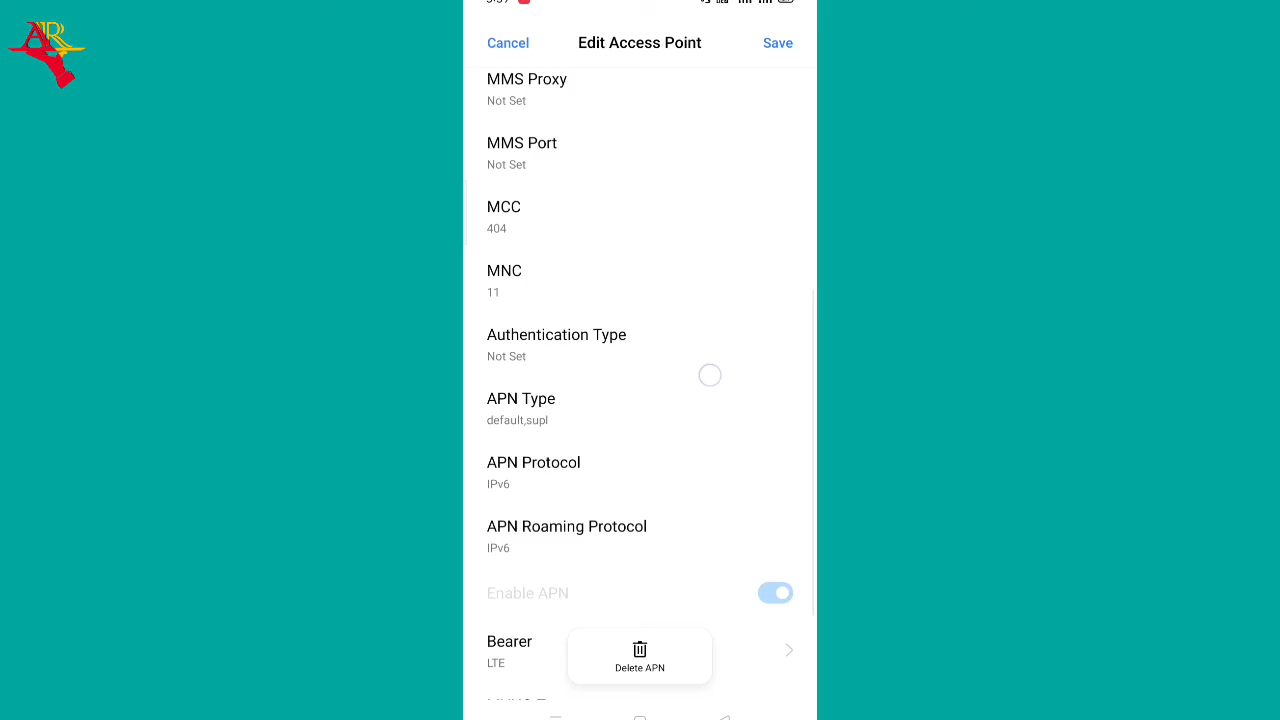 AR
Cancel
Edit Access Point
Save
MMS Proxy
Not Set
MMS Port
Not Set
MCC
404
MNC
11
Authentication Type
Not Set
APN Type
default,supl
APN Protocol
IPv6
APN Roaming Protocol
IPv6
Enable APN
Bearer
LTE
Delete APN